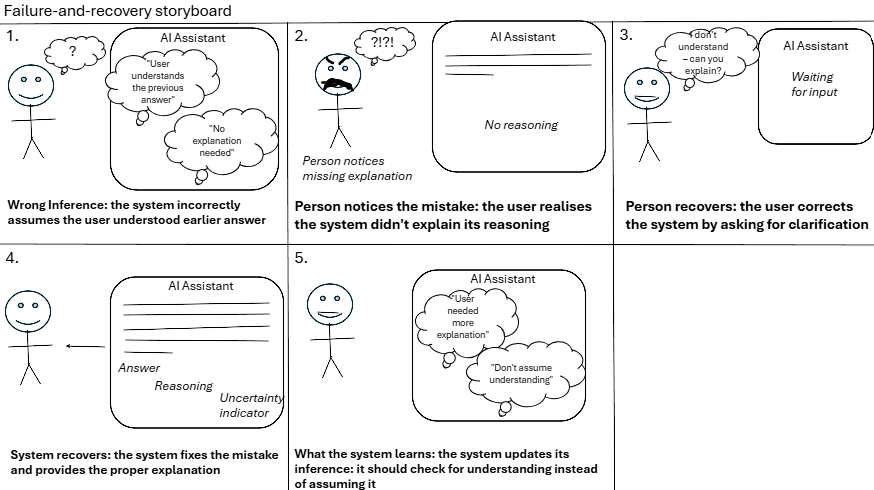 Failure-and-recovery storyboard
1.
?
AI Assistant
"User
understands
the previous
answer"
"No
explanation
needed"
Wrong Inference: the system incorrectly
assumes the user understood earlier answer
2.
?!?!
AI Assistant
No reasoning
Person notices
missing explanation
Person notices the mistake: the user realises
the system didn't explain its reasoning
3.
I don't
understand
– can you
explain?
AI Assistant
Waiting
for input
Person recovers: the user corrects
the system by asking for clarification
4.
AI Assistant
Answer
Reasoning
Uncertainty
indicator
System recovers: the system fixes the mistake
and provides the proper explanation
5.
AI Assistant
"User
needed
more
explanation"
"Don't assume
understanding"
What the system learns: the system updates its
inference: it should check for understanding instead
of assuming it